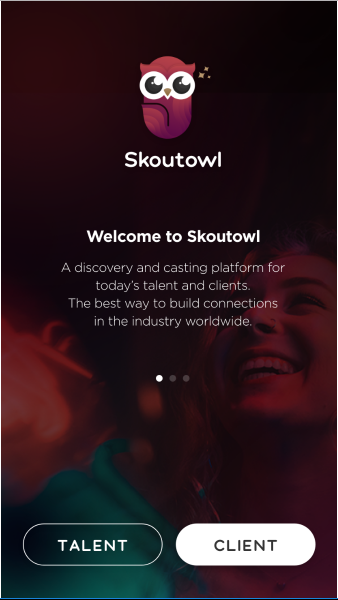 Skoutowl
Welcome to Skoutowl
A discovery and casting platform for
today's talent and clients.
The best way to build connections
in the industry worldwide.
TALENT
CLIENT